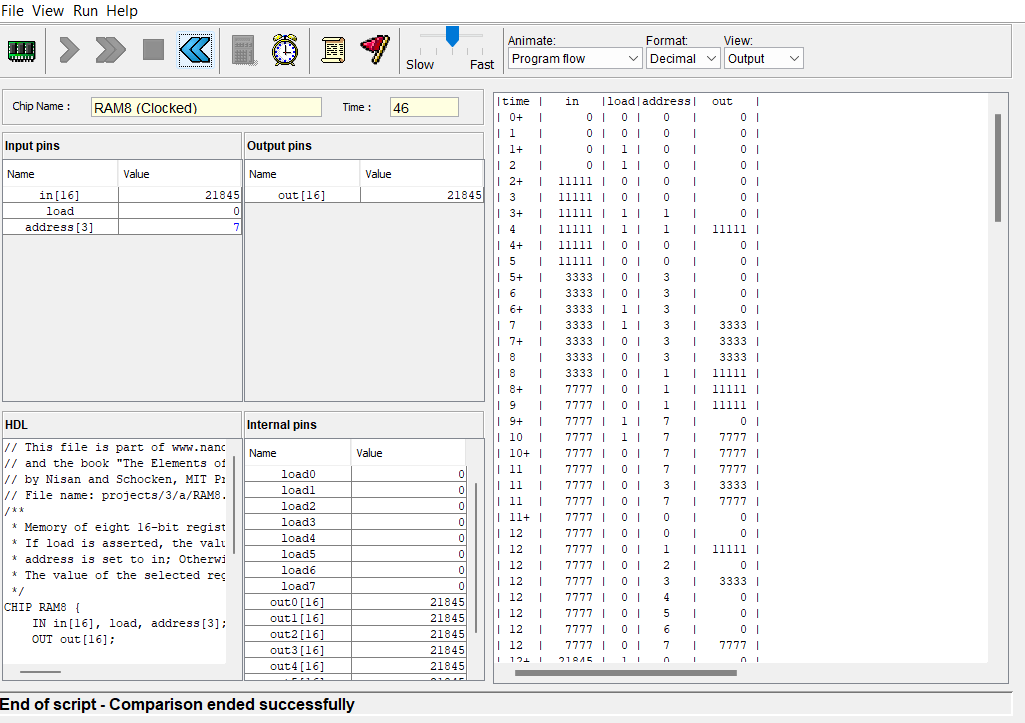 File View Run Help
Slow Fast
Animate: Format: View:
Program flow Decimal Output
Chip Name : RAM8 (Clocked) Time : 46
Input pins
Name Value
in[16] 21845
load 0
address[3] 7
Output pins
Name Value
out[16] 21845
HDL
// This file is part of www.nand
// and the book "The Elements of
// by Nisan and Schocken, MIT Pr
// File name: projects/3/a/RAM8.
/**
* Memory of eight 16-bit regist
* If load is asserted, the valu
* address is set to in; Otherwi
* The value of the selected reg
*/
CHIP RAM8 {
IN in[16], load, address[3];
OUT out[16];
Internal pins
Name Value
load0 0
load1 0
load2 0
load3 0
load4 0
load5 0
load6 0
load7 0
out0[16] 21845
out1[16] 21845
out2[16] 21845
out3[16] 21845
out4[16] 21845
|time | in |load|address| out |
| 0+ | 0 | 0 | 0 | 0 |
| 1 | 0 | 0 | 0 | 0 |
| 1+ | 0 | 1 | 0 | 0 |
| 2 | 0 | 1 | 0 | 0 |
| 2+ | 11111 | 0 | 0 | 0 |
| 3 | 11111 | 0 | 0 | 0 |
| 3+ | 11111 | 1 | 1 | 0 |
| 4 | 11111 | 1 | 1 | 11111 |
| 4+ | 11111 | 0 | 0 | 0 |
| 5 | 11111 | 0 | 0 | 0 |
| 5+ | 3333 | 0 | 3 | 0 |
| 6 | 3333 | 0 | 3 | 0 |
| 6+ | 3333 | 1 | 3 | 0 |
| 7 | 3333 | 1 | 3 | 3333 |
| 7+ | 3333 | 0 | 3 | 3333 |
| 8 | 3333 | 0 | 3 | 3333 |
| 8 | 3333 | 0 | 1 | 11111 |
| 8+ | 7777 | 0 | 1 | 11111 |
| 9 | 7777 | 0 | 1 | 11111 |
| 9+ | 7777 | 1 | 7 | 0 |
| 10 | 7777 | 1 | 7 | 7777 |
| 10+ | 7777 | 0 | 7 | 7777 |
| 11 | 7777 | 0 | 7 | 7777 |
| 11 | 7777 | 0 | 3 | 3333 |
| 11 | 7777 | 0 | 7 | 7777 |
| 11+ | 7777 | 0 | 0 | 0 |
| 12 | 7777 | 0 | 0 | 0 |
| 12 | 7777 | 0 | 1 | 11111 |
| 12 | 7777 | 0 | 2 | 0 |
| 12 | 7777 | 0 | 3 | 3333 |
| 12 | 7777 | 0 | 4 | 0 |
| 12 | 7777 | 0 | 5 | 0 |
| 12 | 7777 | 0 | 6 | 0 |
| 12 | 7777 | 0 | 7 | 7777 |
| 12+ | 21845 | 1 | 0 | 0 |
End of script - Comparison ended successfully